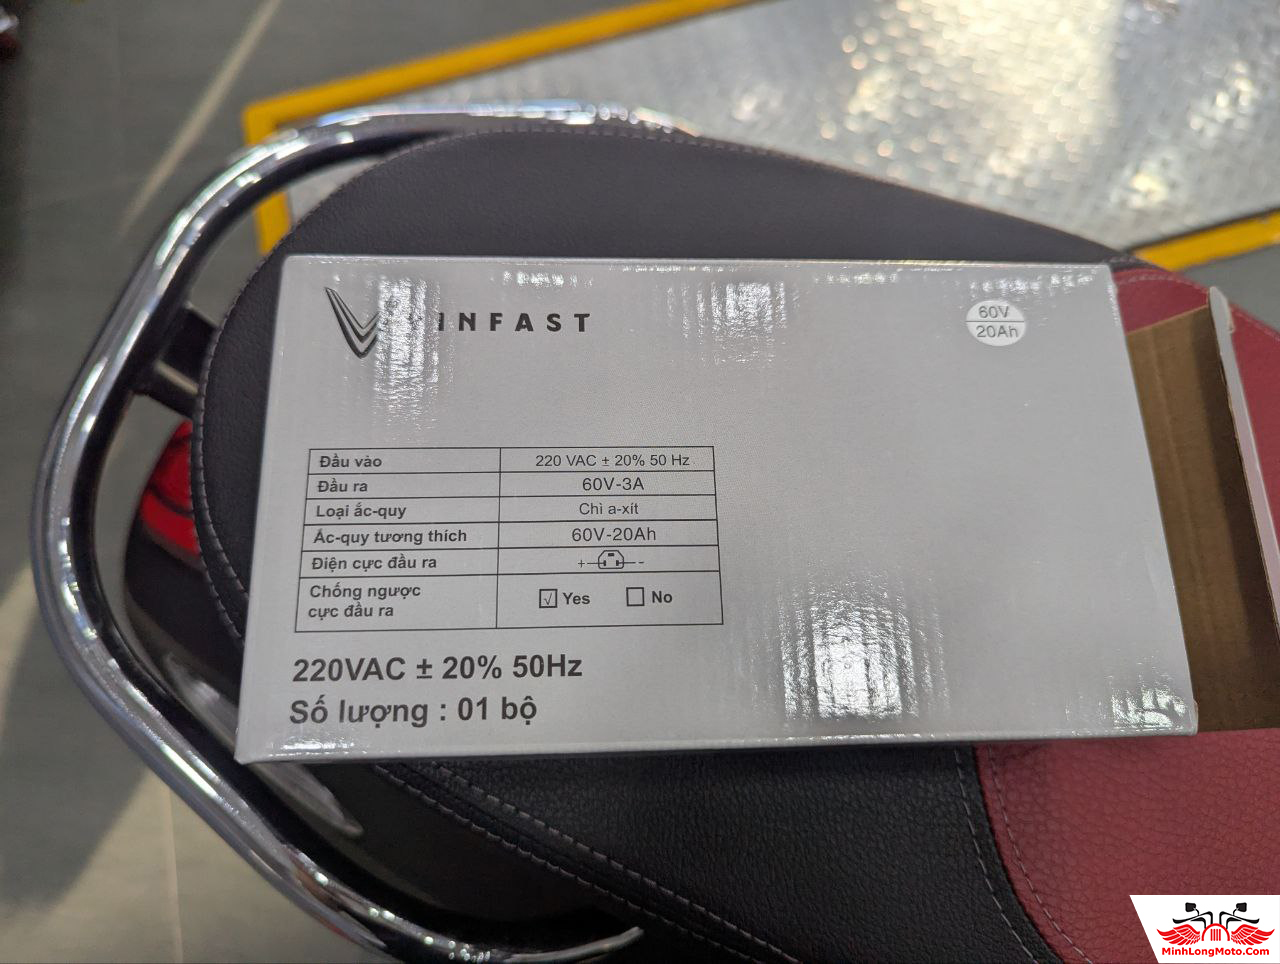 VINFAST
60V
20Ah
Đầu vào 220 VAC ± 20% 50 Hz
Đầu ra 60V-3A
Loại ắc-quy Chì a-xít
Ắc-quy tương thích 60V-20Ah
Điện cực đầu ra + -
Chống ngược
cực đầu ra √ Yes No
220VAC ± 20% 50Hz
Số lượng : 01 bộ
MinhLongMoto.Com